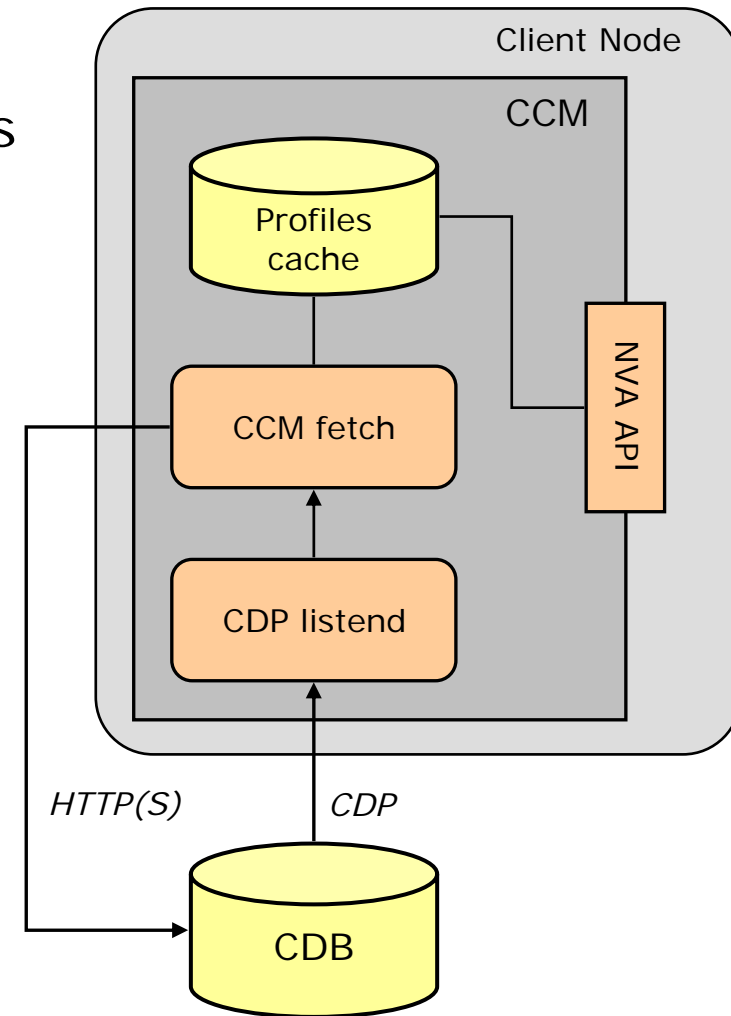 Client Node
CCM
s
Profiles
cache
NVA API
CCM fetch
CDP listend
HTTP(S)
CDP
CDB